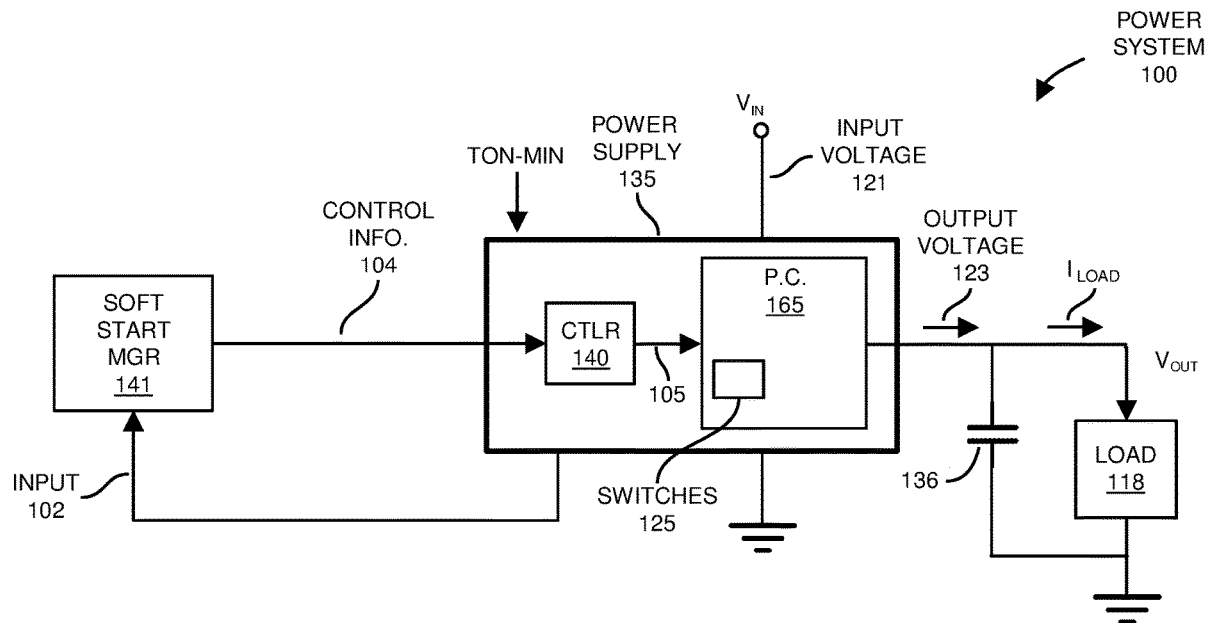 POWER
SYSTEM
100
V_IN
INPUT
VOLTAGE
121
POWER
SUPPLY
135
TON-MIN
CONTROL
INFO.
104
OUTPUT
VOLTAGE
123
I_LOAD
SOFT
START
MGR
141
CTLR
140
105
P.C.
165
V_OUT
LOAD
118
136
SWITCHES
125
INPUT
102